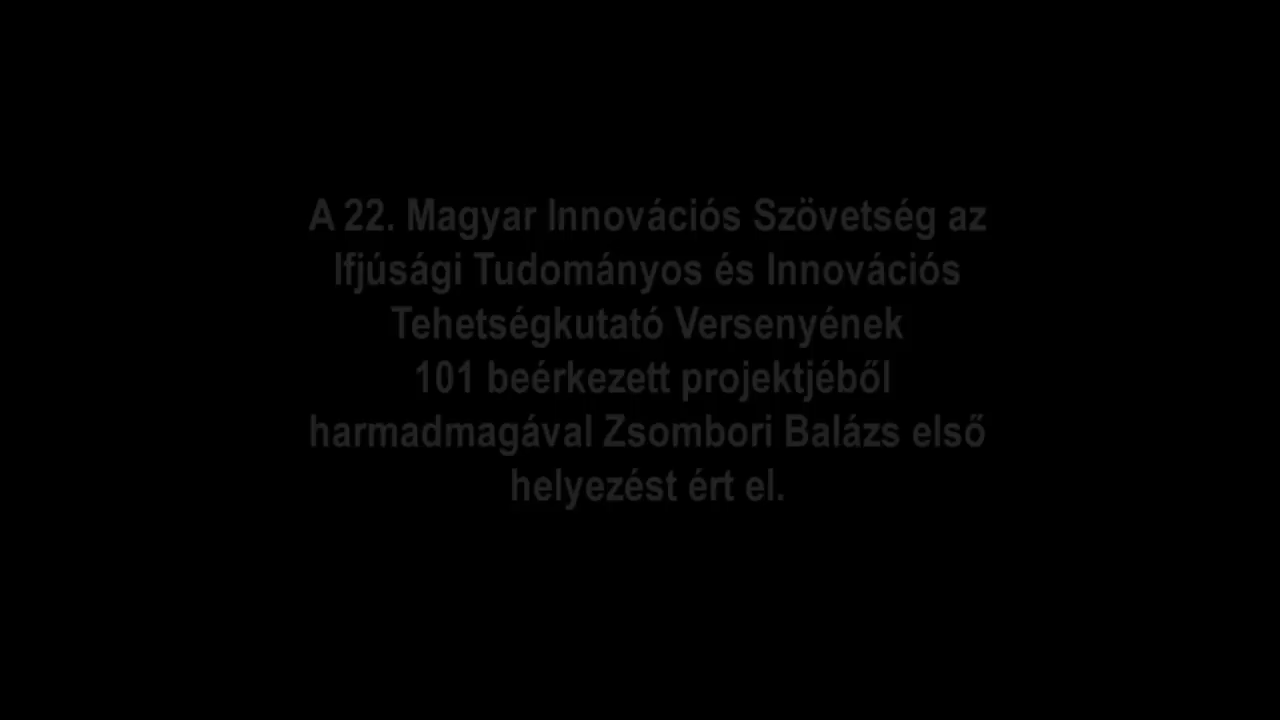 A 22. Magyar Innovációs Szövetség az
Ifjúsági Tudományos és Innovációs
Tehetségkutató Versenyének
101 beérkezett projektjéből
harmadmagával Zsombori Balázs első
helyezést ért el.